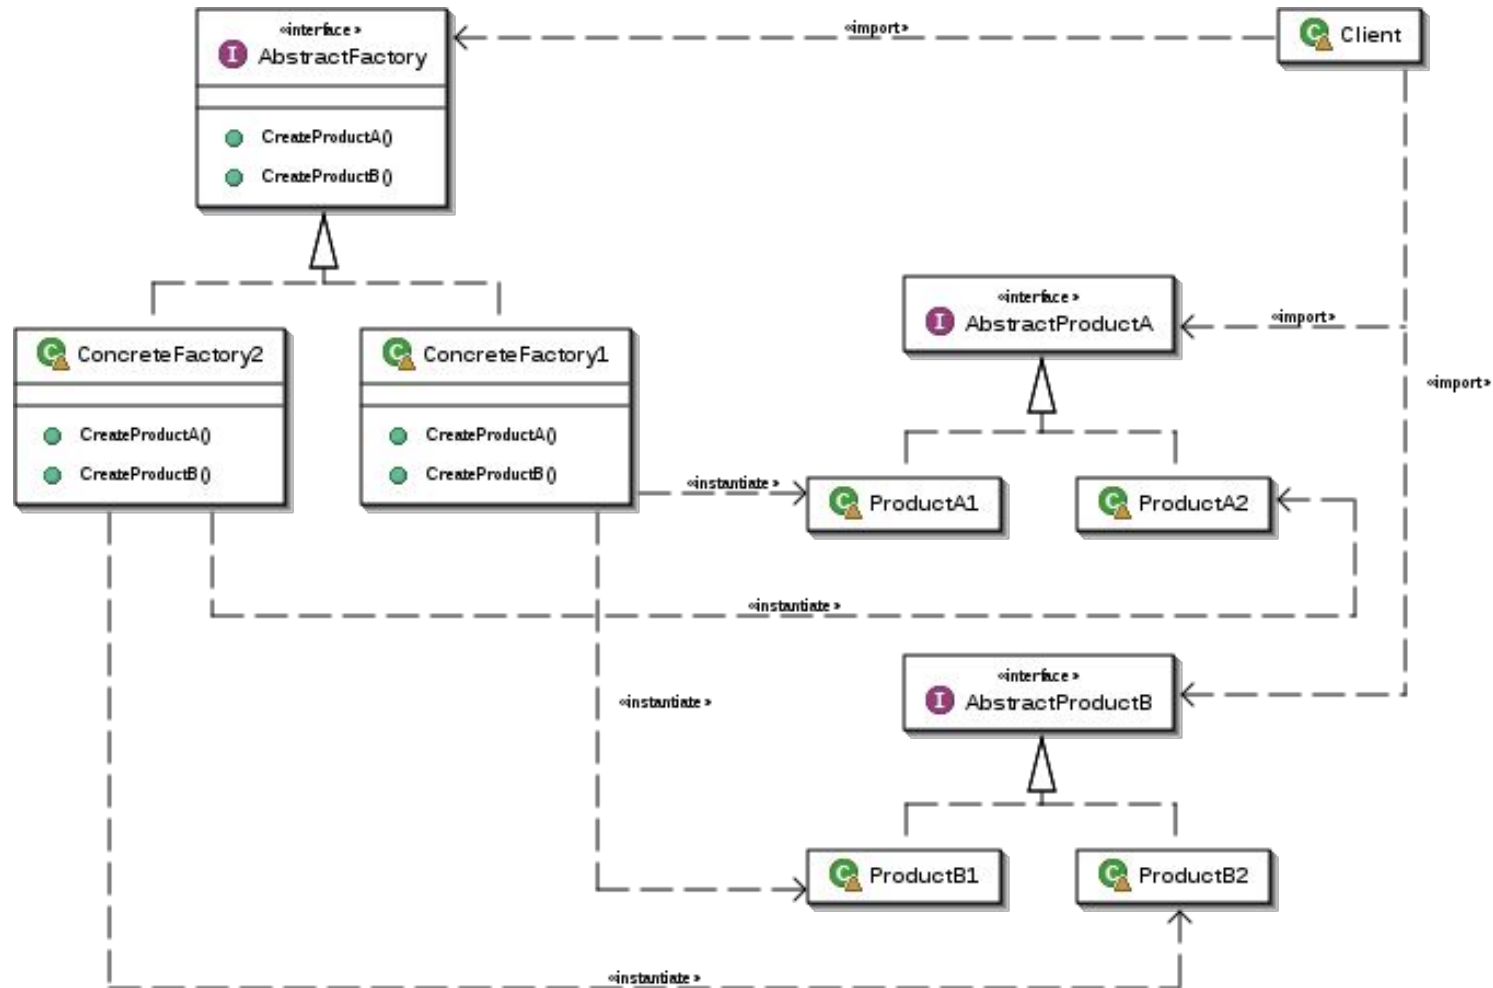 «interface»
I AbstractFactory
CreateProductA()
CreateProductB()
«import»
C Client
«interface»
I AbstractProductA
«import»
«import»
C ConcreteFactory2
CreateProductA()
CreateProductB()
C ConcreteFactory1
CreateProductA()
CreateProductB()
«instantiate»
C ProductA1
C ProductA2
«instantiate»
«interface»
I AbstractProductB
«instantiate»
C ProductB1
C ProductB2
«instantiate»